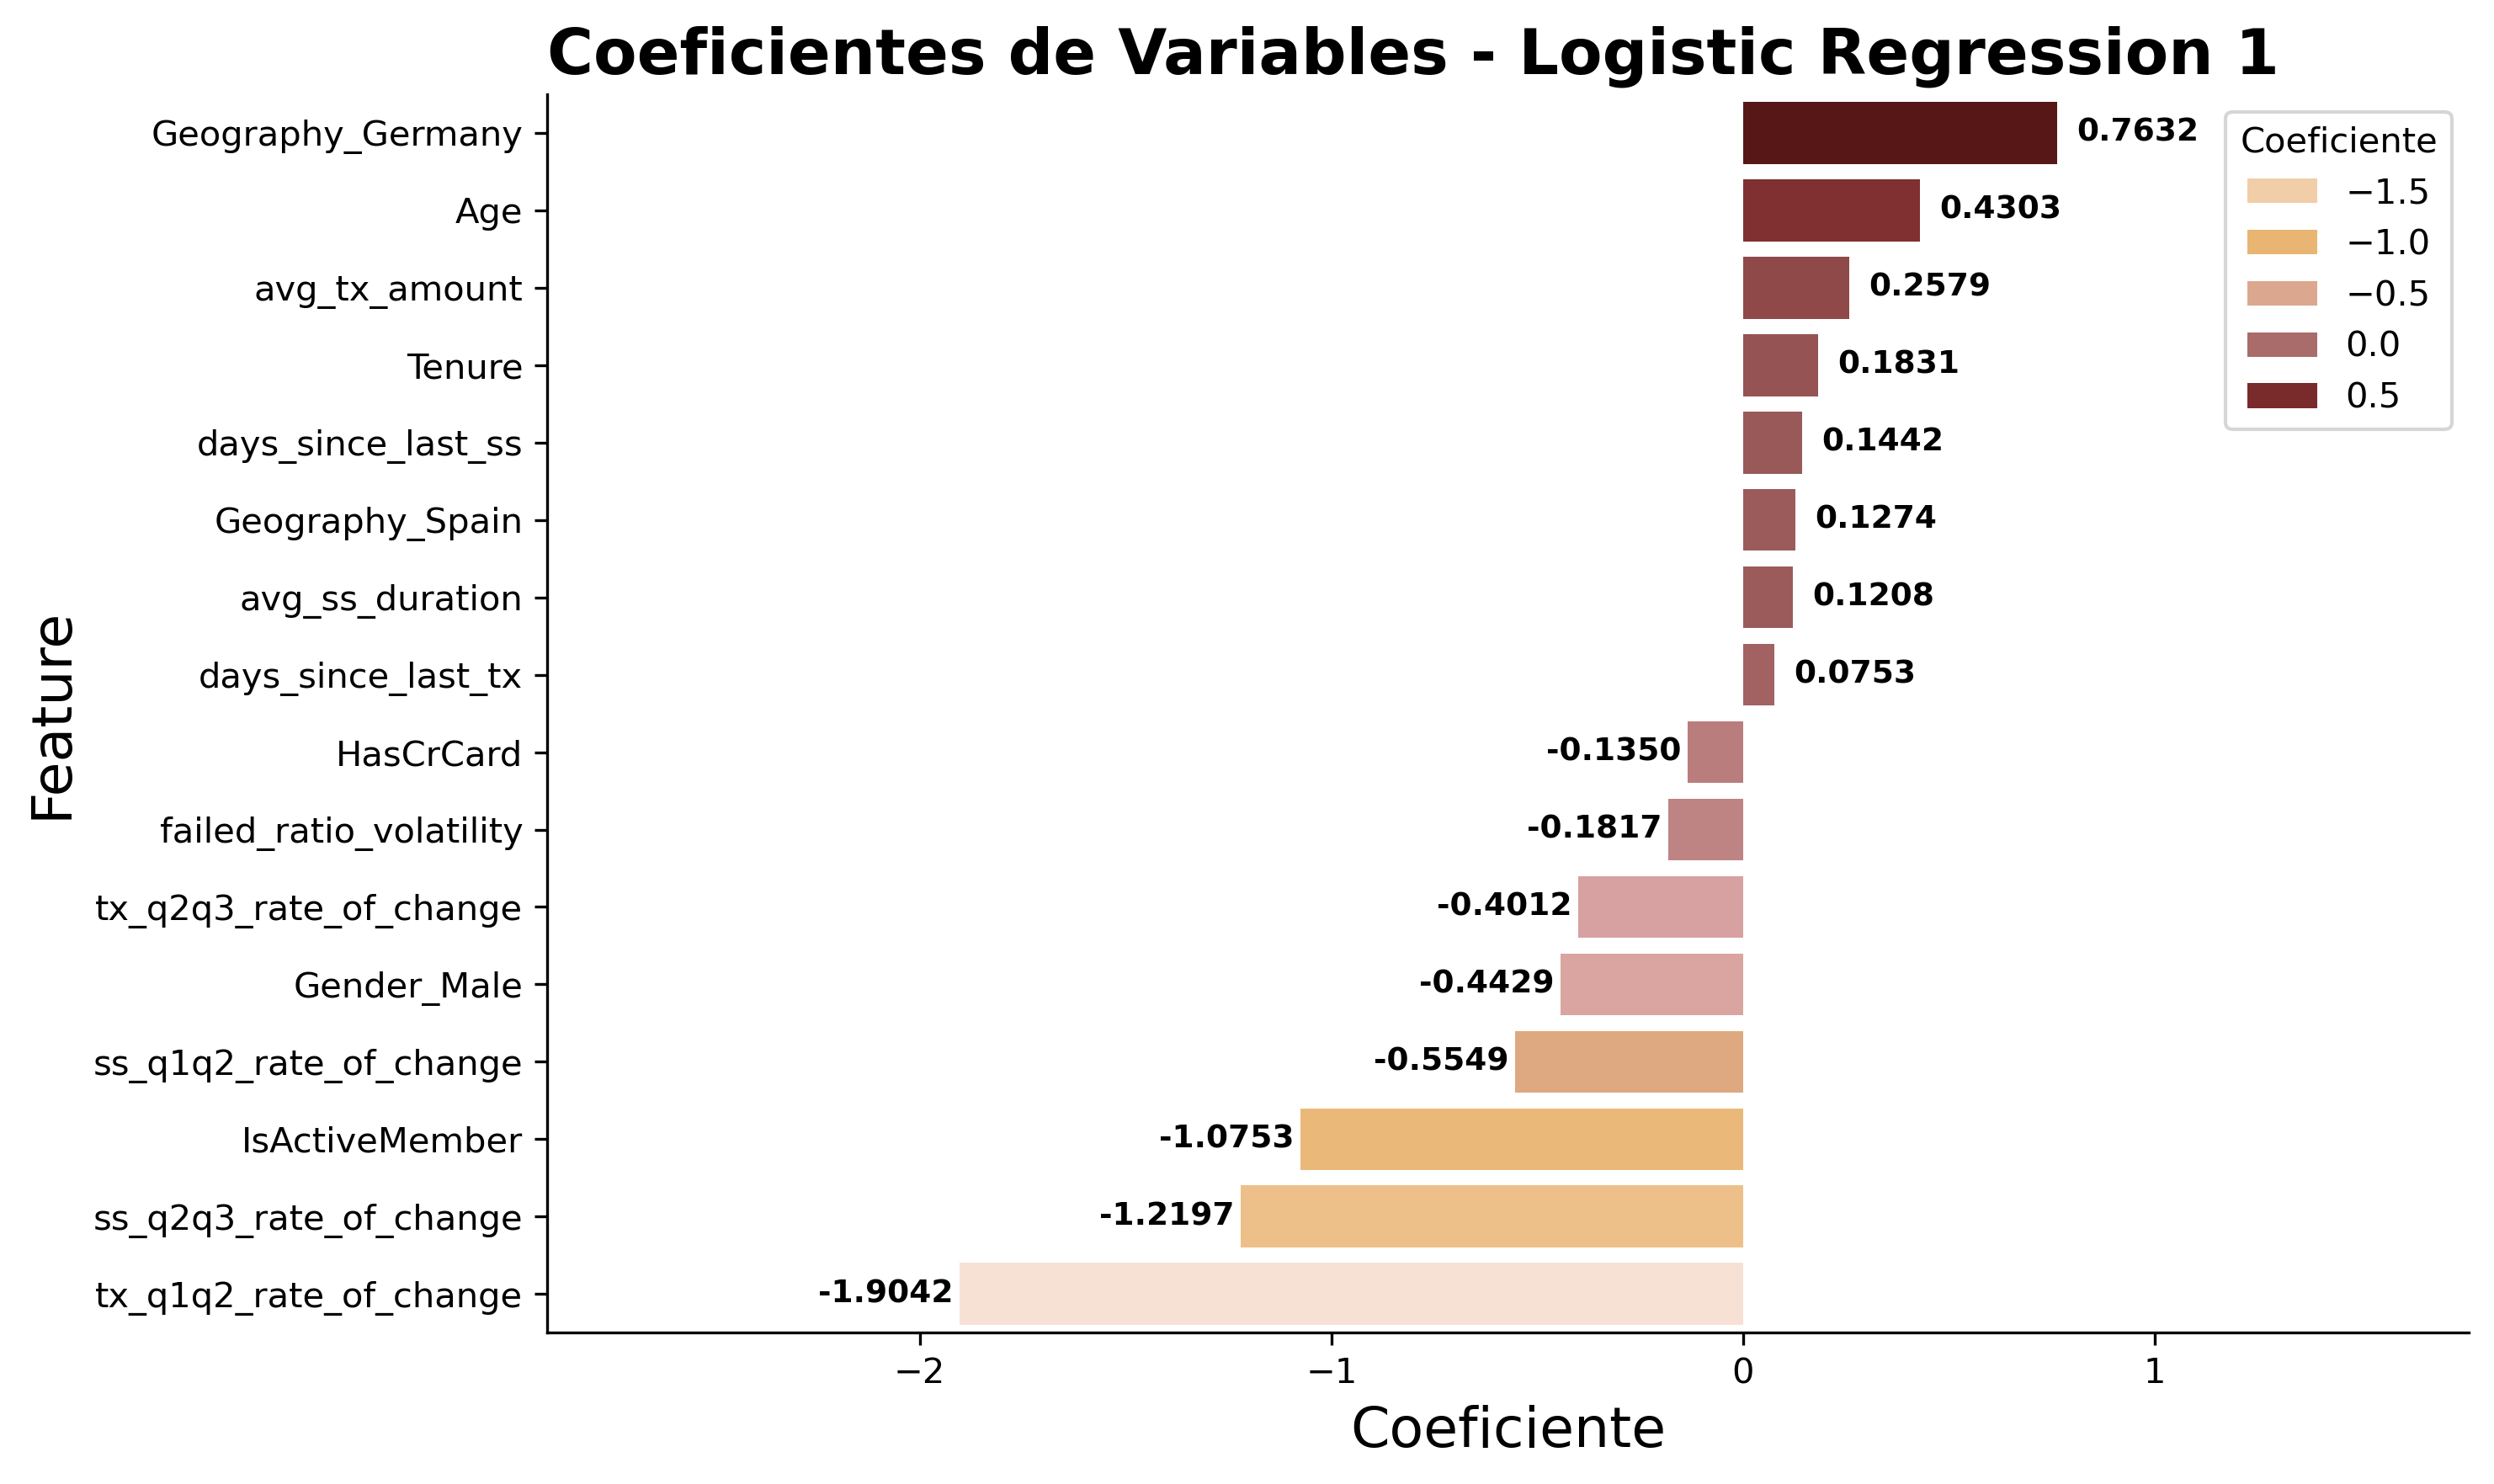 Coeficientes de Variables - Logistic Regression 1
Geography_Germany 0.7632
Age 0.4303
avg_tx_amount 0.2579
Tenure 0.1831
days_since_last_ss 0.1442
Geography_Spain 0.1274
avg_ss_duration 0.1208
days_since_last_tx 0.0753
HasCrCard -0.1350
failed_ratio_volatility -0.1817
tx_q2q3_rate_of_change -0.4012
Gender_Male -0.4429
ss_q1q2_rate_of_change -0.5549
IsActiveMember -1.0753
ss_q2q3_rate_of_change -1.2197
tx_q1q2_rate_of_change -1.9042
Feature
Coeficiente
−1.5
−1.0
−0.5
0.0
0.5
−2 −1 0 1
Coeficiente